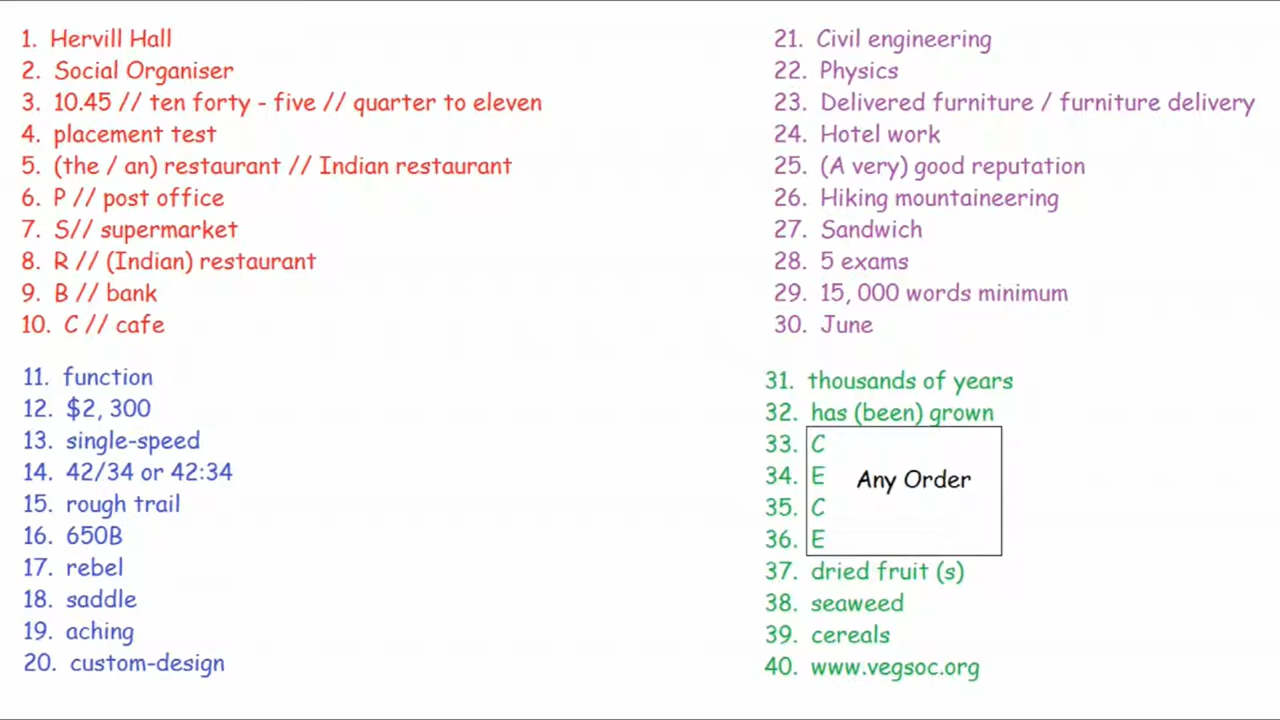 1. Hervill Hall
2. Social Organiser
3. 10.45 // ten forty - five // quarter to eleven
4. placement test
5. (the / an) restaurant // Indian restaurant
6. P // post office
7. S// supermarket
8. R // (Indian) restaurant
9. B // bank
10. C // cafe
11. function
12. $2, 300
13. single-speed
14. 42/34 or 42:34
15. rough trail
16. 650B
17. rebel
18. saddle
19. aching
20. custom-design
21. Civil engineering
22. Physics
23. Delivered furniture / furniture delivery
24. Hotel work
25. (A very) good reputation
26. Hiking mountaineering
27. Sandwich
28. 5 exams
29. 15, 000 words minimum
30. June
31. thousands of years
32. has (been) grown
33. C
34. E
Any Order
35. C
36. E
37. dried fruit (s)
38. seaweed
39. cereals
40. www.vegsoc.org